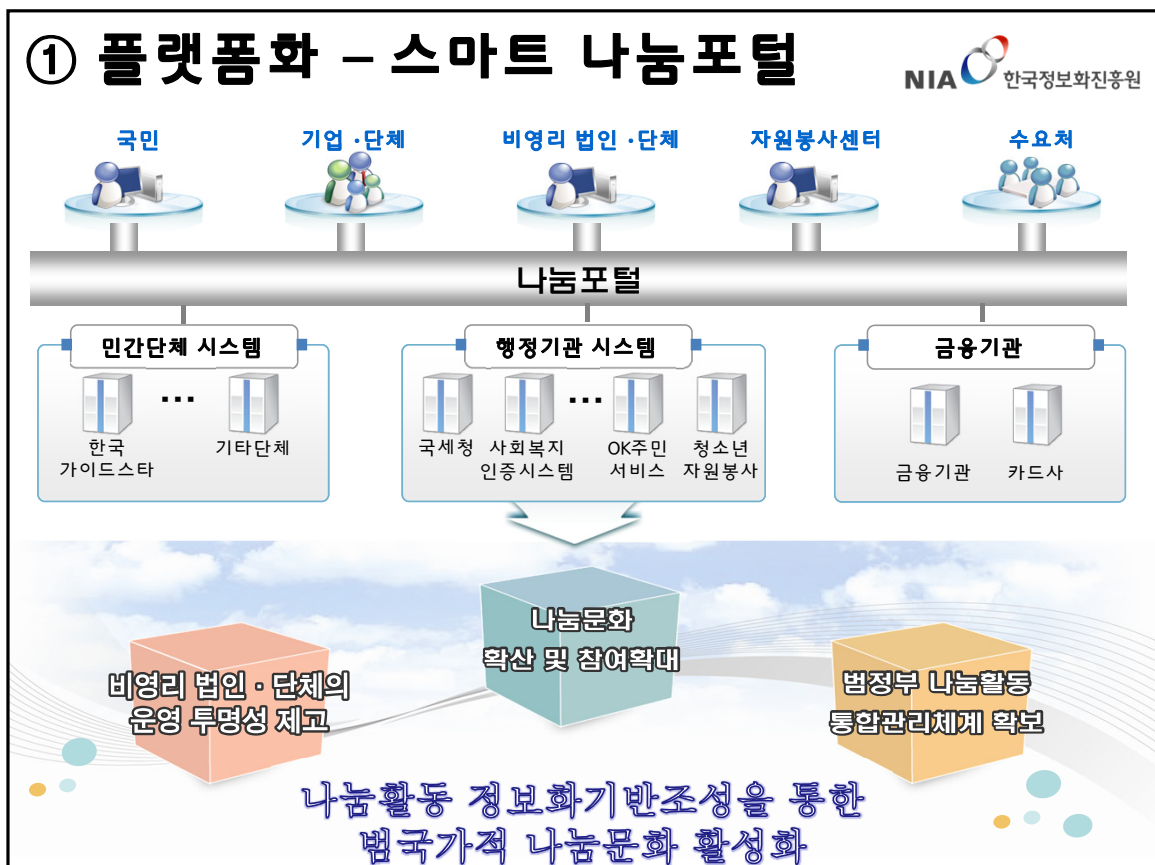 ① 플랫폼화 – 스마트 나눔포털
NIA 한국정보화진흥원
국민
기업 ·단체
비영리 법인 ·단체
자원봉사센터
수요처
나눔포털
민간단체 시스템
행정기관 시스템
금융기관
...
...
한국
가이드스타
기타단체
국세청
사회복지
인증시스템
OK주민
서비스
청소년
자원봉사
금융기관
카드사
나눔문화
확산 및 참여확대
비영리 법인 · 단체의
운영 투명성 제고
범정부 나눔활동
통합관리체계 확보
나눔활동 정보화기반조성을 통한
범국가적 나눔문화 활성화